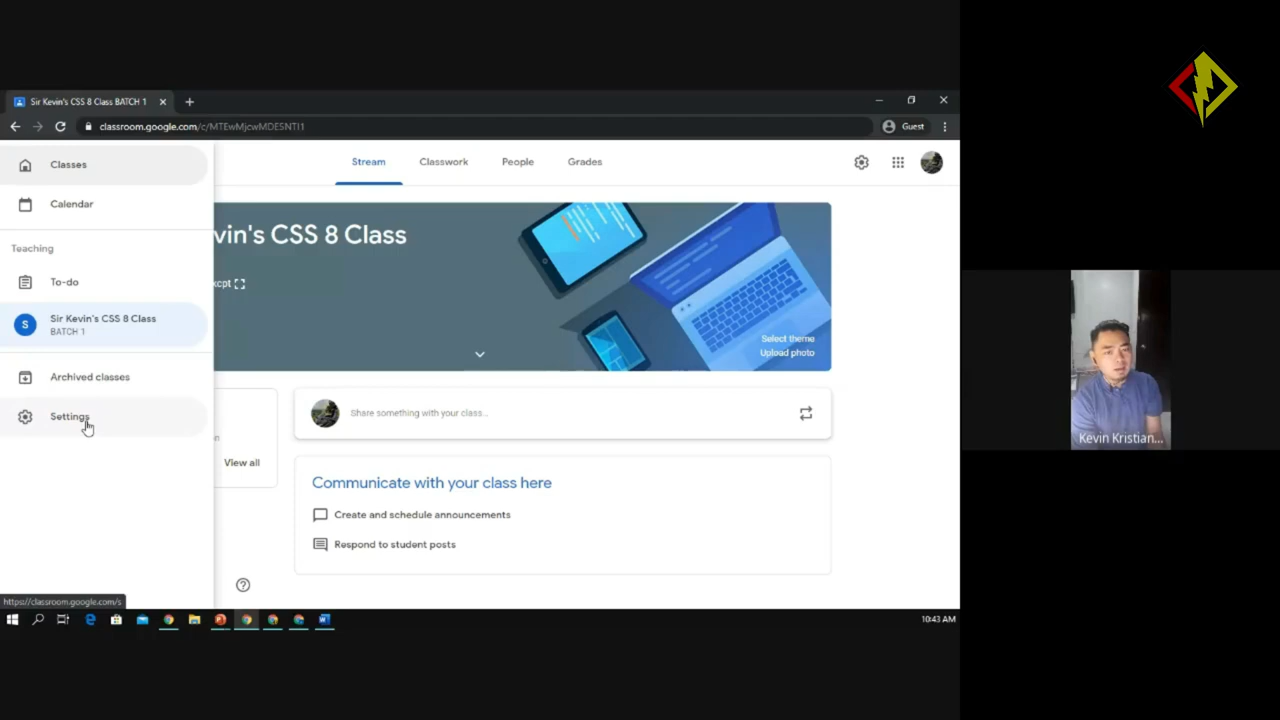 Sir Kevin's CSS 8 Class BATCH 1
classroom.google.com/c/MTEwMjcwMDE5NTI1
Guest
Classes
Calendar
Teaching
To-do
S
Sir Kevin's CSS 8 Class
BATCH 1
Archived classes
Settings
Stream
Classwork
People
Grades
vin's CSS 8 Class
Select theme
Upload photo
View all
Share something with your class...
Communicate with your class here
Create and schedule announcements
Respond to student posts
https://classroom.google.com/s
10:43 AM
Kevin Kristian...